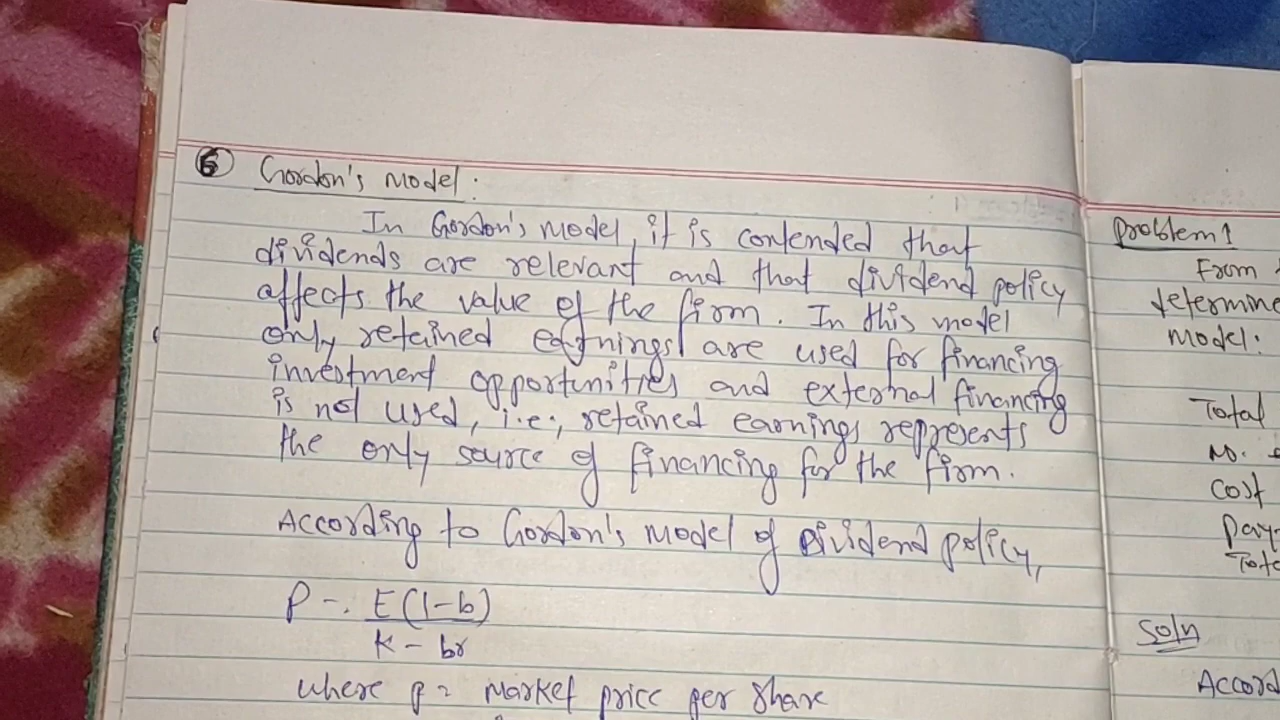 6 Gordon's Model:
In Gordon's Model, it is contended that
dividends are relevant and that dividend policy
affects the value of the firm. In this model
only retained earnings are used for financing
investment opportunities and external financing
is not used, i.e., retained earnings represents
the only source of financing for the firm.
According to Gordon's Model of Dividend policy,
P = E(1-b)
K - br
where P = Market price per share
Problem 1
From
determine
Model:
Total
No.
Cost
Pay
Tot
Soln
Accord